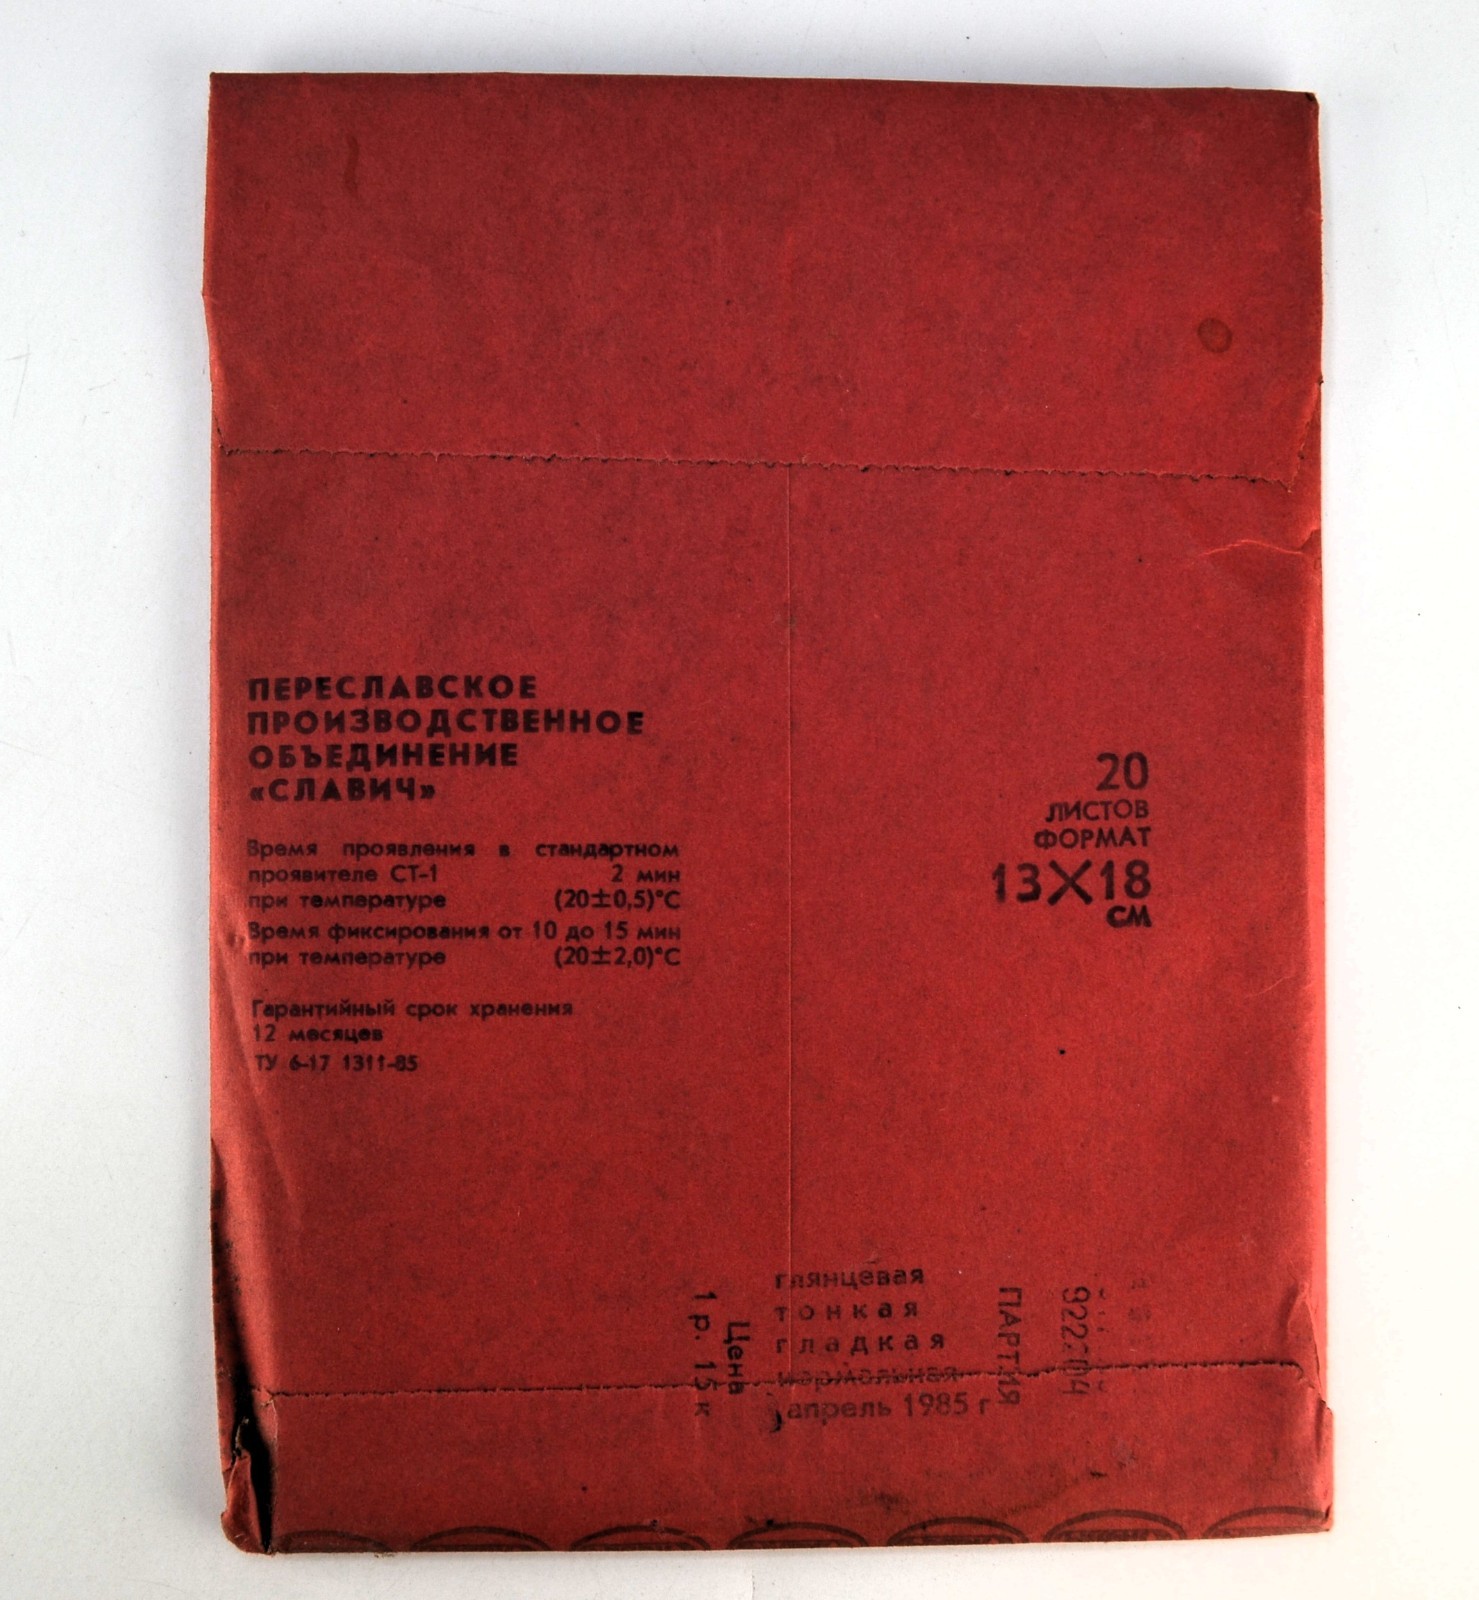 ПЕРЕСЛАВСКОЕ
ПРОИЗВОДСТВЕННОЕ
ОБЪЕДИНЕНИЕ
«СЛАВИЧ»
Время проявления в стандартном
проявителе СТ-1 2 мин
при температуре (20±0,5)°С
Время фиксирования от 10 до 15 мин
при температуре (20±2,0)°С
Гарантийный срок хранения
12 месяцев
ТУ 6-17 1311-85
20
ЛИСТОВ
ФОРМАТ
13X18
СМ
глянцевая
тонкая
гладкая
нормальная
апрель 1985 г
Цена
1 р. 15 к
ПАРТИЯ